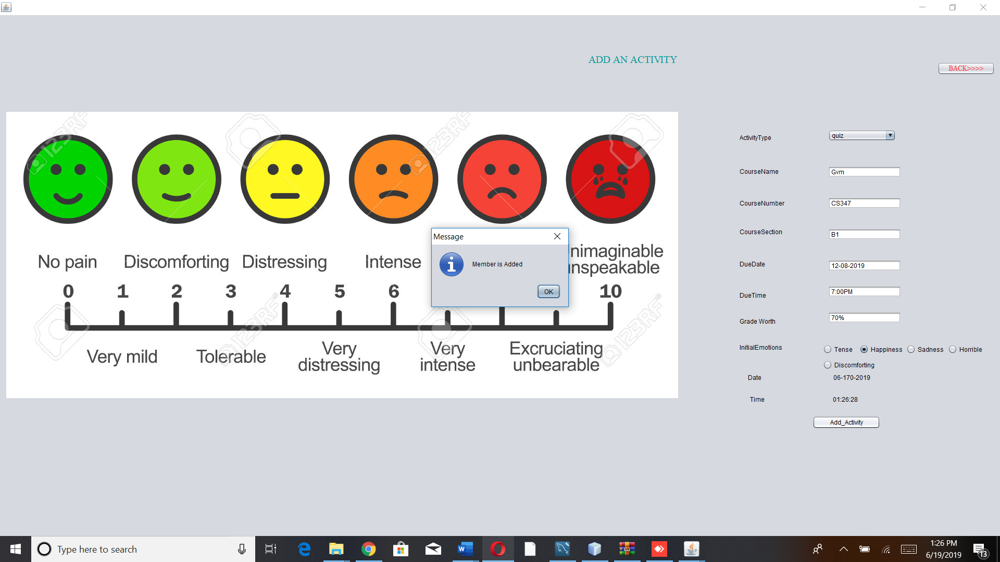 ADD AN ACTIVITY
BACK>>>>
123RF
123RF
No pain
Discomforting
Distressing
Intense
nimaginable
nspeakable
0 1 2 3 4 5 6 10
Very mild
Tolerable
Very
distressing
Very
intense
Excruciating
unbearable
123RF
123RF
Message
Member is Added
OK
ActivityType quiz
CourseName Gvm
CourseNumber CS347
CourseSection B1
DueDate 12-08-2019
DueTime 7:00PM
Grade Worth 70%
InitialEmotions Tense Happiness Sadness Horrible
Discomforting
Date 06-170-2019
Time 01:26:28
Add_Activity
Type here to search
1:26 PM
6/19/2019
13